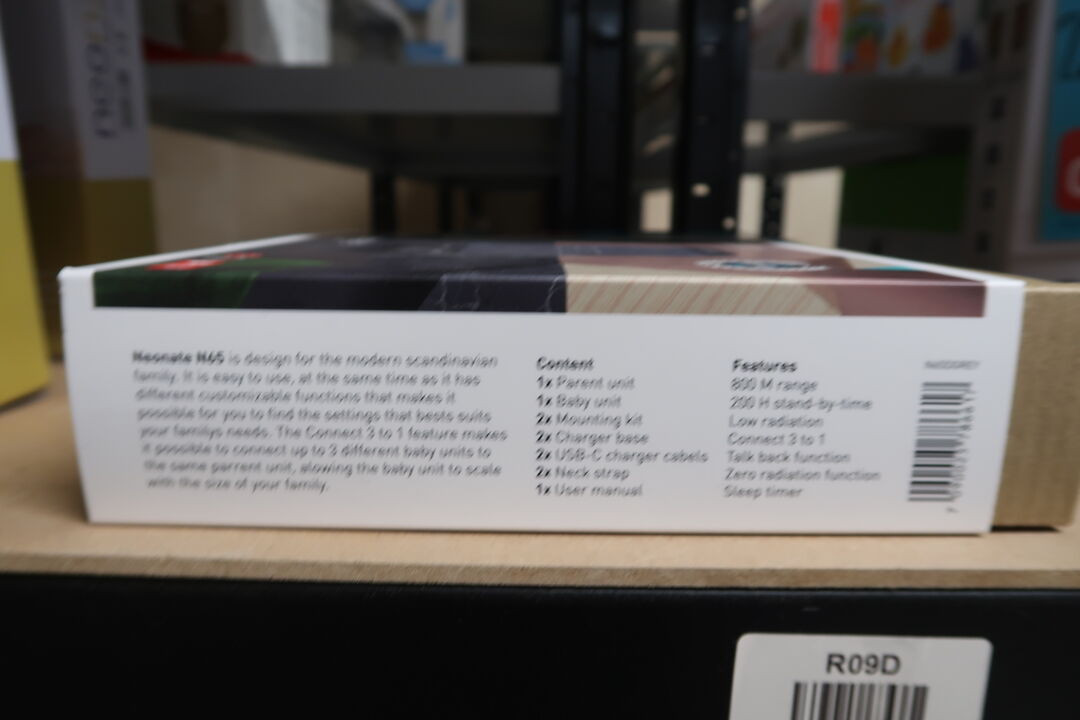 Neonate N65 is design for the modern scandinavian
family. It is easy to use, at the same time as it has
different customizable functions that makes it
possible for you to find the settings that bests suits
your familys needs. The Connect 3 to 1 feature makes
it possible to connect up to 3 different baby units to
the same parrent unit, alowing the baby unit to scale
with the size of your family.
Content
1x Parent unit
1x Baby unit
2x Mounting kit
2x Charger base
2x USB-C charger cabels
2x Neck strap
1x User manual
Features
800 M range
200 H stand-by-time
Low radiation
Connect 3 to 1
Talk back function
Zero radiation function
Sleep timer
R09D